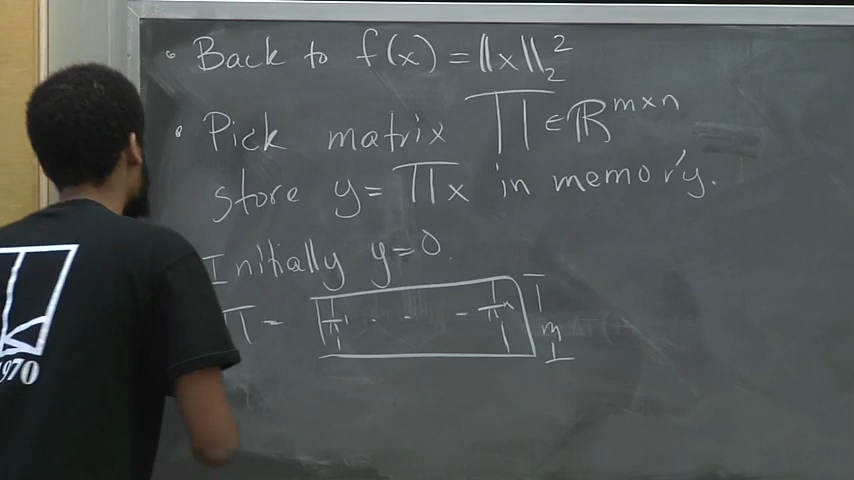 • Back to f(x) = ||x||₂²
• Pick matrix Π ∈ ℝ^{m×n}
store y = Πx in memory.
Initially y = 0.
Π = [π¹ · · - πⁿ] m
1970